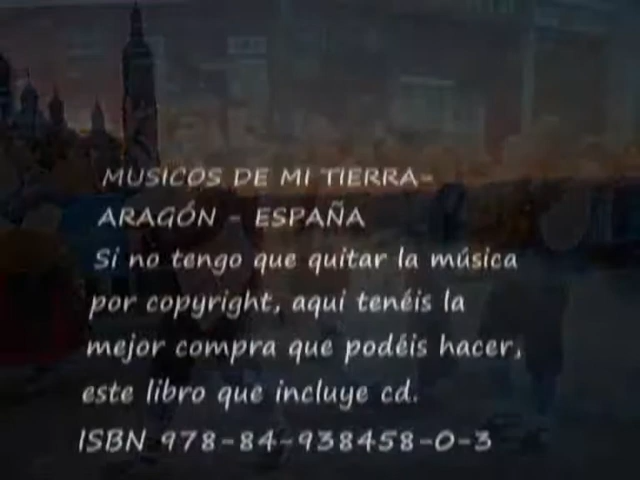 MUSICOS DE MI TIERRA-
ARAGÓN - ESPAÑA
Si no tengo que quitar la música
por copyright, aqui tenéis la
mejor compra que podéis hacer,
este libro que incluye cd.
ISBN 978-84-938458-0-3